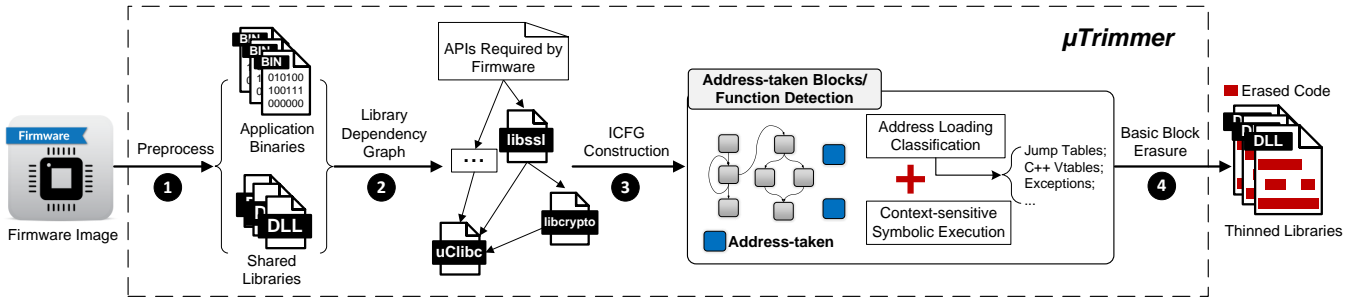 µTrimmer
Firmware
Firmware Image
Preprocess
1
BIN
BIN
BIN
010100
100111
000000
Application
Binaries
DLL
Shared
Libraries
Library
Dependency
Graph
2
APIs Required by
Firmware
...
libssl
libcrypto
uClibc
ICFG
Construction
3
Address-taken Blocks/
Function Detection
Address-taken
Address Loading
Classification
Context-sensitive
Symbolic Execution
Jump Tables;
C++ Vtables;
Exceptions;
...
Basic Block
Erasure
4
Erased Code
DLL
Thinned Libraries